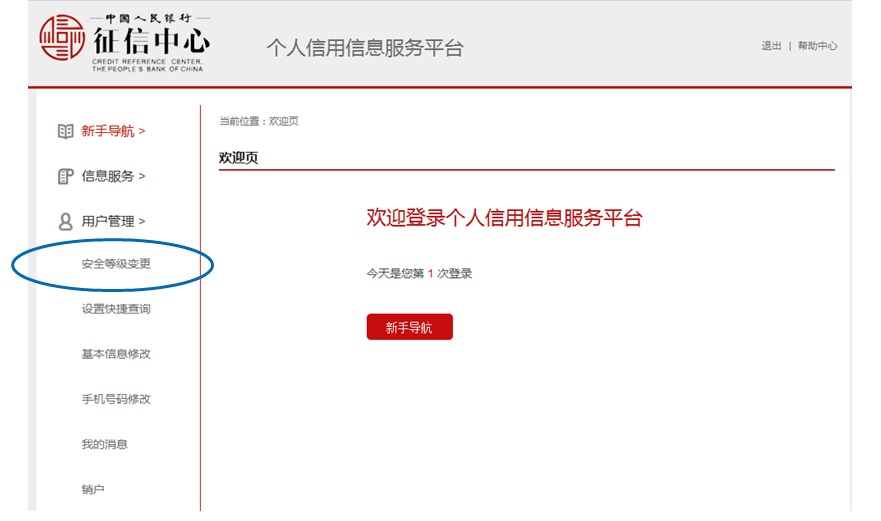 中国人民银行
征信中心
CREDIT REFERENCE CENTER,
THE PEOPLE'S BANK OF CHINA
个人信用信息服务平台
退出 | 帮助中心
新手导航 >
信息服务 >
用户管理 >
安全等级变更
设置快捷查询
基本信息修改
手机号码修改
我的消息
销户
当前位置：欢迎页
欢迎页
欢迎登录个人信用信息服务平台
今天是您第 1 次登录
新手导航